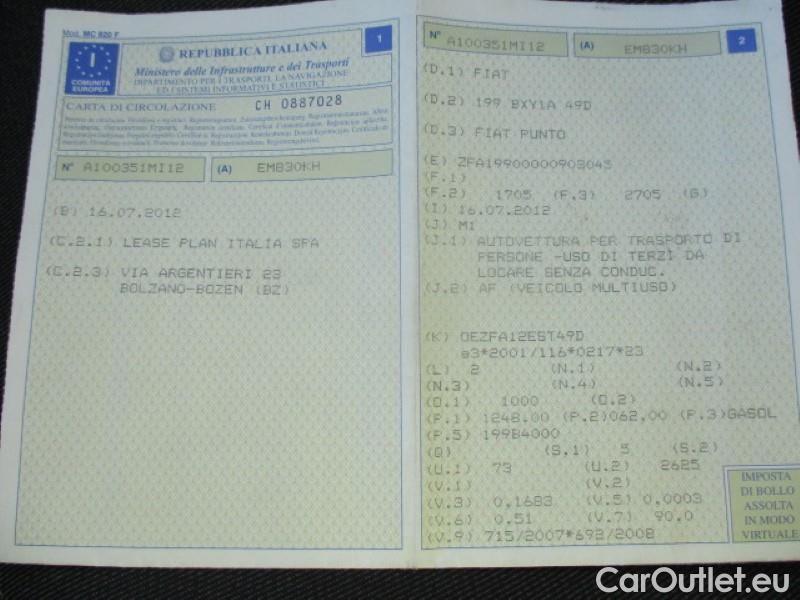 Mod. MC 820 F
1
I
COMUNITÀ
EUROPEA
REPUBBLICA ITALIANA
Ministero delle Infrastrutture e dei Trasporti
DIPARTIMENTO PER I TRASPORTI, LA NAVIGAZIONE
ED I SISTEMI INFORMATIVI E STATISTICI
CARTA DI CIRCOLAZIONE CH 0887028
N° A100351MI12 (A) EM830KH
(B) 16.07.2012
(C.2.1) LEASE PLAN ITALIA SPA
(C.2.3) VIA ARGENTIERI 23
BOLZANO-BOZEN (BZ)
N° A100351MI12 (A) EM830KH 2
(D.1) FIAT
(D.2) 199 BXY1A 49D
(D.3) FIAT PUNTO
(E) ZFA19900000903045
(F.1)
(F.2) 1705 (F.3) 2705 (G)
(I) 16.07.2012
(J) M1
(J.1) AUTOVETTURA PER TRASPORTO DI
PERSONE -USO DI TERZI DA
LOCARE SENZA CONDUC.
(J.2) AF (VEICOLO MULTIUSO)
(K) OEZFA12EST49D
e3*2001/116*0217*23
(L) 2 (N.1) (N.2)
(N.3) (N.4) (N.5)
(O.1) 1000 (O.2)
(P.1) 1248.00 (P.2)062.00 (P.3)GASOL
(P.5) 199B4000
(Q) (S.1) 5 (S.2)
(U.1) 73 (U.2) 2625
(V.1) (V.2)
(V.3) 0.1683 (V.5) 0.0003
(V.6) 0.51 (V.7) 90.0
(V.9) 715/2007*692/2008
IMPOSTA
DI BOLLO
ASSOLTA
IN MODO
VIRTUALE
CarOutlet.eu